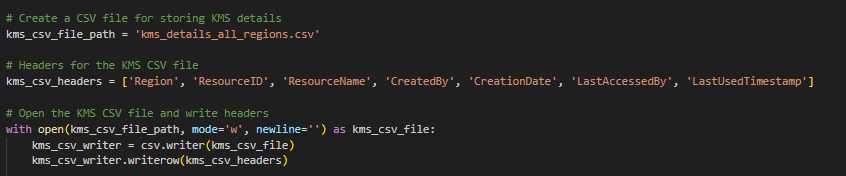 # Create a CSV file for storing KMS details
kms_csv_file_path = 'kms_details_all_regions.csv'
# Headers for the KMS CSV file
kms_csv_headers = ['Region', 'ResourceID', 'ResourceName', 'CreatedBy', 'CreationDate', 'LastAccessedBy', 'LastUsedTimestamp']
# Open the KMS CSV file and write headers
with open(kms_csv_file_path, mode='w', newline='') as kms_csv_file:
    kms_csv_writer = csv.writer(kms_csv_file)
    kms_csv_writer.writerow(kms_csv_headers)